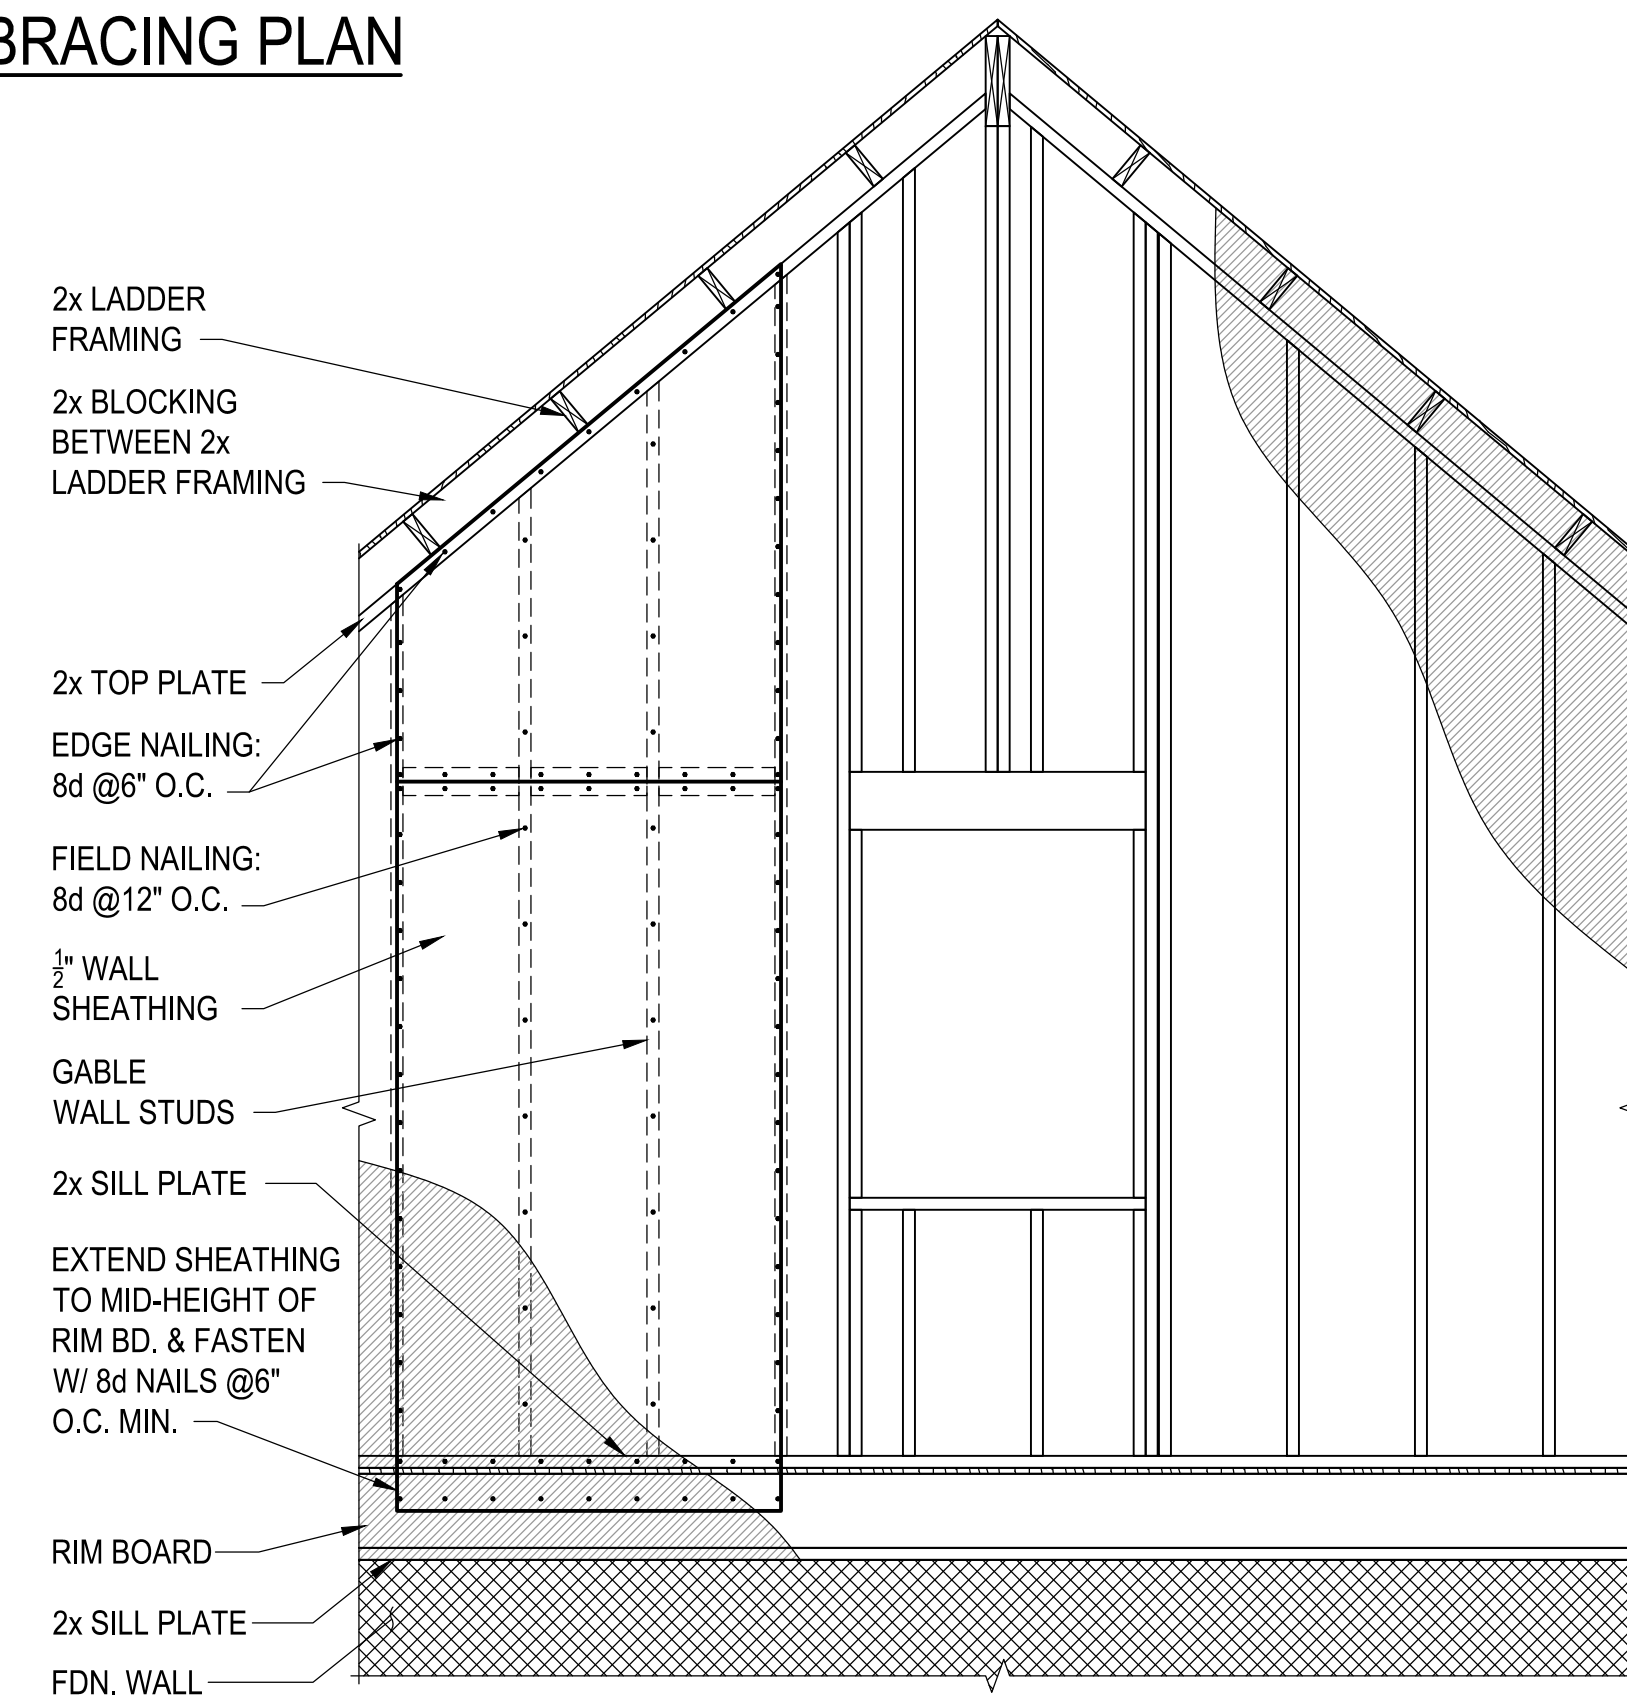 BRACING PLAN
2x LADDER
FRAMING
2x BLOCKING
BETWEEN 2x
LADDER FRAMING
2x TOP PLATE
EDGE NAILING:
8d @6" O.C.
FIELD NAILING:
8d @12" O.C.
1/2" WALL
SHEATHING
GABLE
WALL STUDS
2x SILL PLATE
EXTEND SHEATHING
TO MID-HEIGHT OF
RIM BD. & FASTEN
W/ 8d NAILS @6"
O.C. MIN.
RIM BOARD
2x SILL PLATE
FDN. WALL